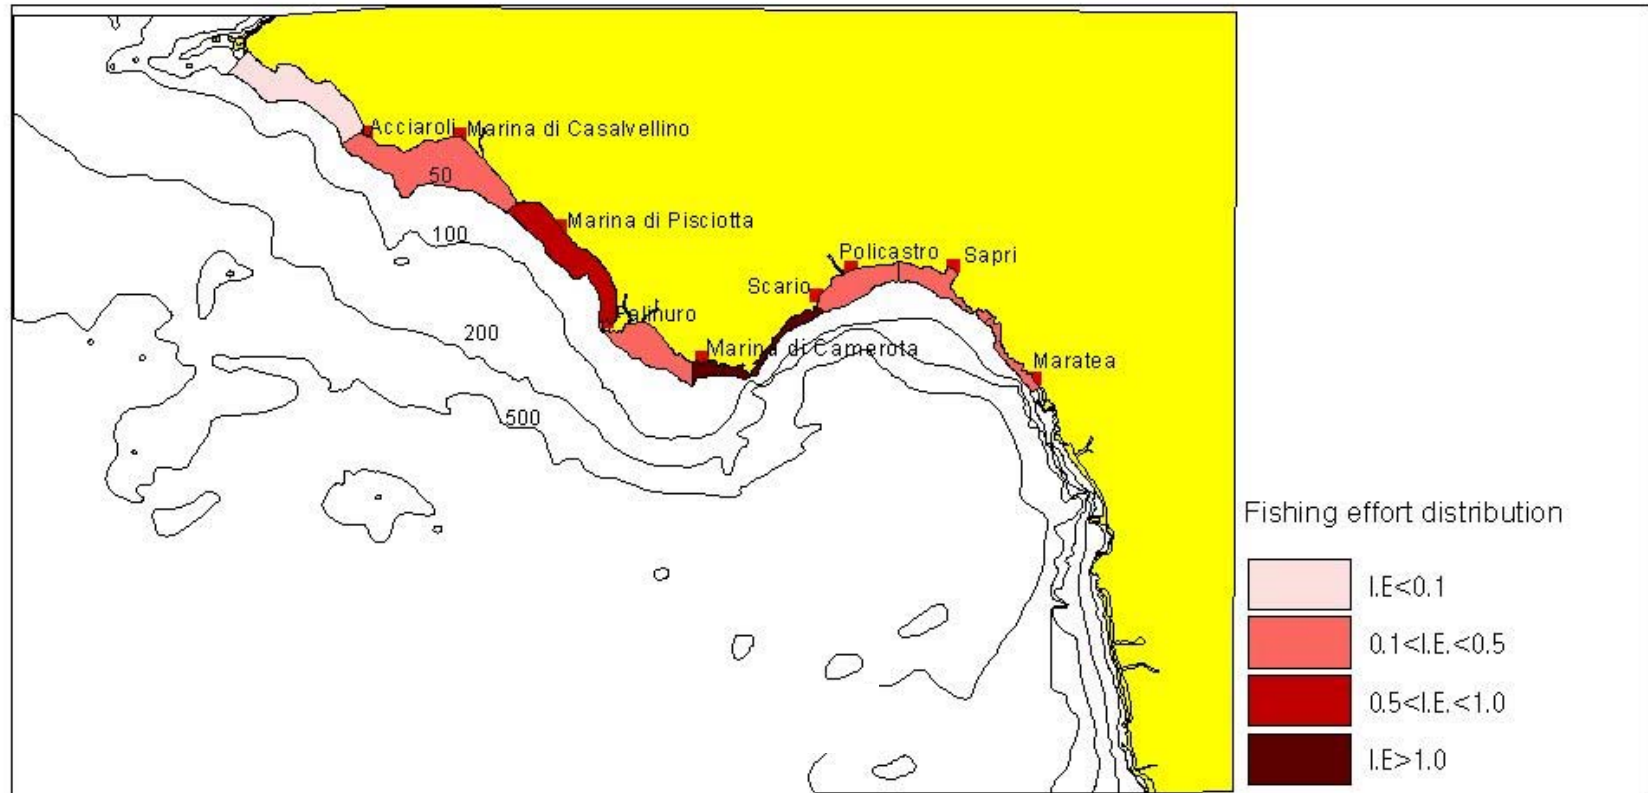 Acciaroli
Marina di Casalvellino
50
Marina di Pisciotta
100
Policastro
Sapri
Scario
Palinuro
200
Marina di Camerota
Maratea
500
Fishing effort distribution
I.E<0.1
0.1<I.E.<0.5
0.5<I.E.<1.0
I.E>1.0